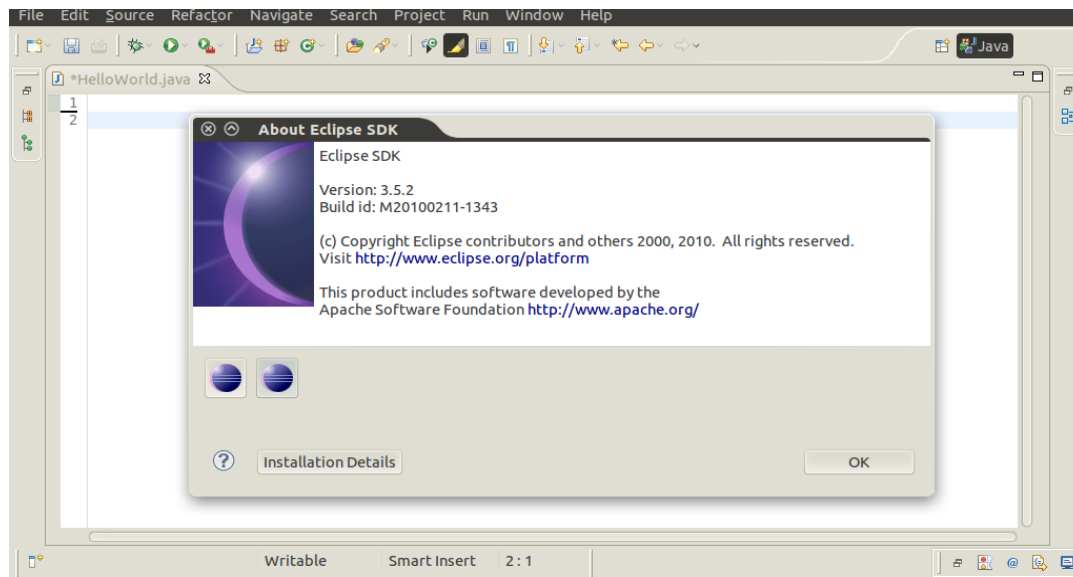 File Edit Source Refactor Navigate Search Project Run Window Help
Java
*HelloWorld.java
1
2
About Eclipse SDK
Eclipse SDK
Version: 3.5.2
Build id: M20100211-1343
(c) Copyright Eclipse contributors and others 2000, 2010.  All rights reserved.
Visit http://www.eclipse.org/platform
This product includes software developed by the
Apache Software Foundation http://www.apache.org/
Installation Details
OK
Writable Smart Insert 2 : 1